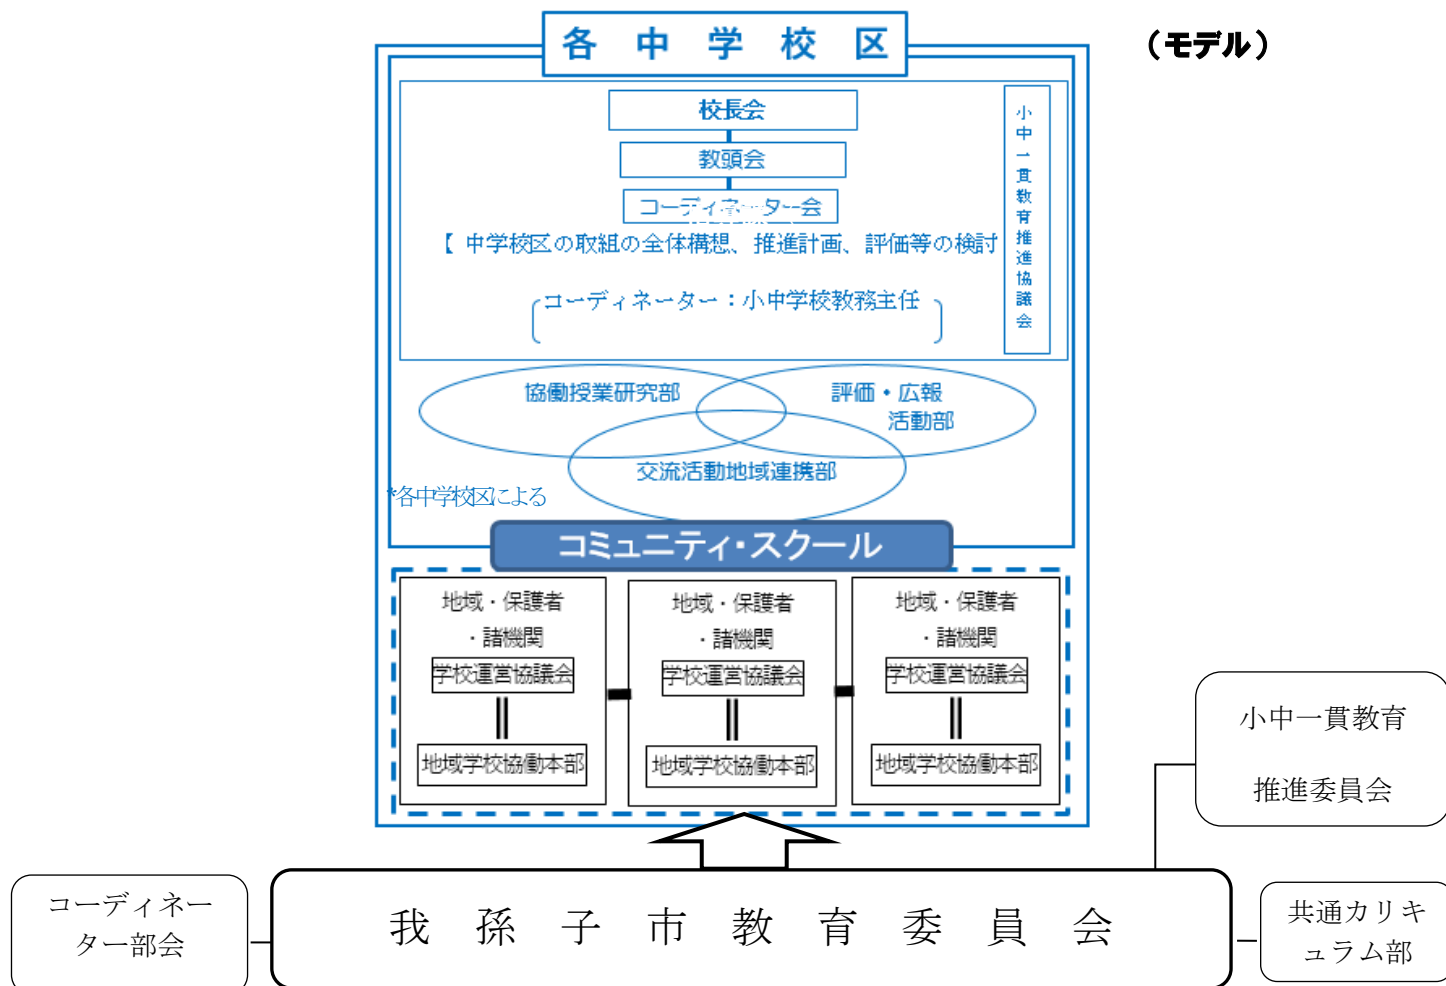 各中学校区
（モデル）
校長会
教頭会
コーディネーター会
【 中学校区の取組の全体構想、推進計画、評価等の検討
コーディネーター：小中学校教務主任
小中一貫教育推進協議会
協働授業研究部
評価・広報
活動部
交流活動地域連携部
*各中学校区による
コミュニティ・スクール
地域・保護者
・諸機関
学校運営協議会
地域学校協働本部
地域・保護者
・諸機関
学校運営協議会
地域学校協働本部
地域・保護者
・諸機関
学校運営協議会
地域学校協働本部
小中一貫教育
推進委員会
コーディネー
ター部会
我孫子市教育委員会
共通カリキ
ュラム部